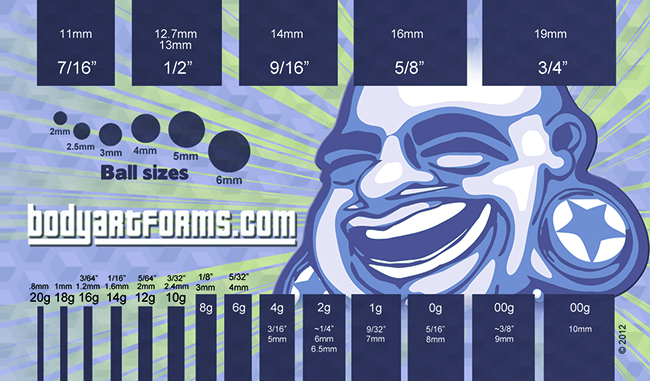 11mm
7/16”
12.7mm
13mm
1/2”
14mm
9/16”
16mm
5/8”
19mm
3/4”
2mm
2.5mm
3mm
4mm
5mm
6mm
Ball sizes
bodyartforms.com
.8mm
20g
1mm
18g
3/64”
1.2mm
16g
1/16”
1.6mm
14g
5/64”
2mm
12g
3/32”
2.4mm
10g
1/8”
3mm
8g
5/32”
4mm
6g
4g
3/16”
5mm
2g
~1/4”
6mm
6.5mm
1g
9/32”
7mm
0g
5/16”
8mm
00g
~3/8”
9mm
00g
10mm
© 2012